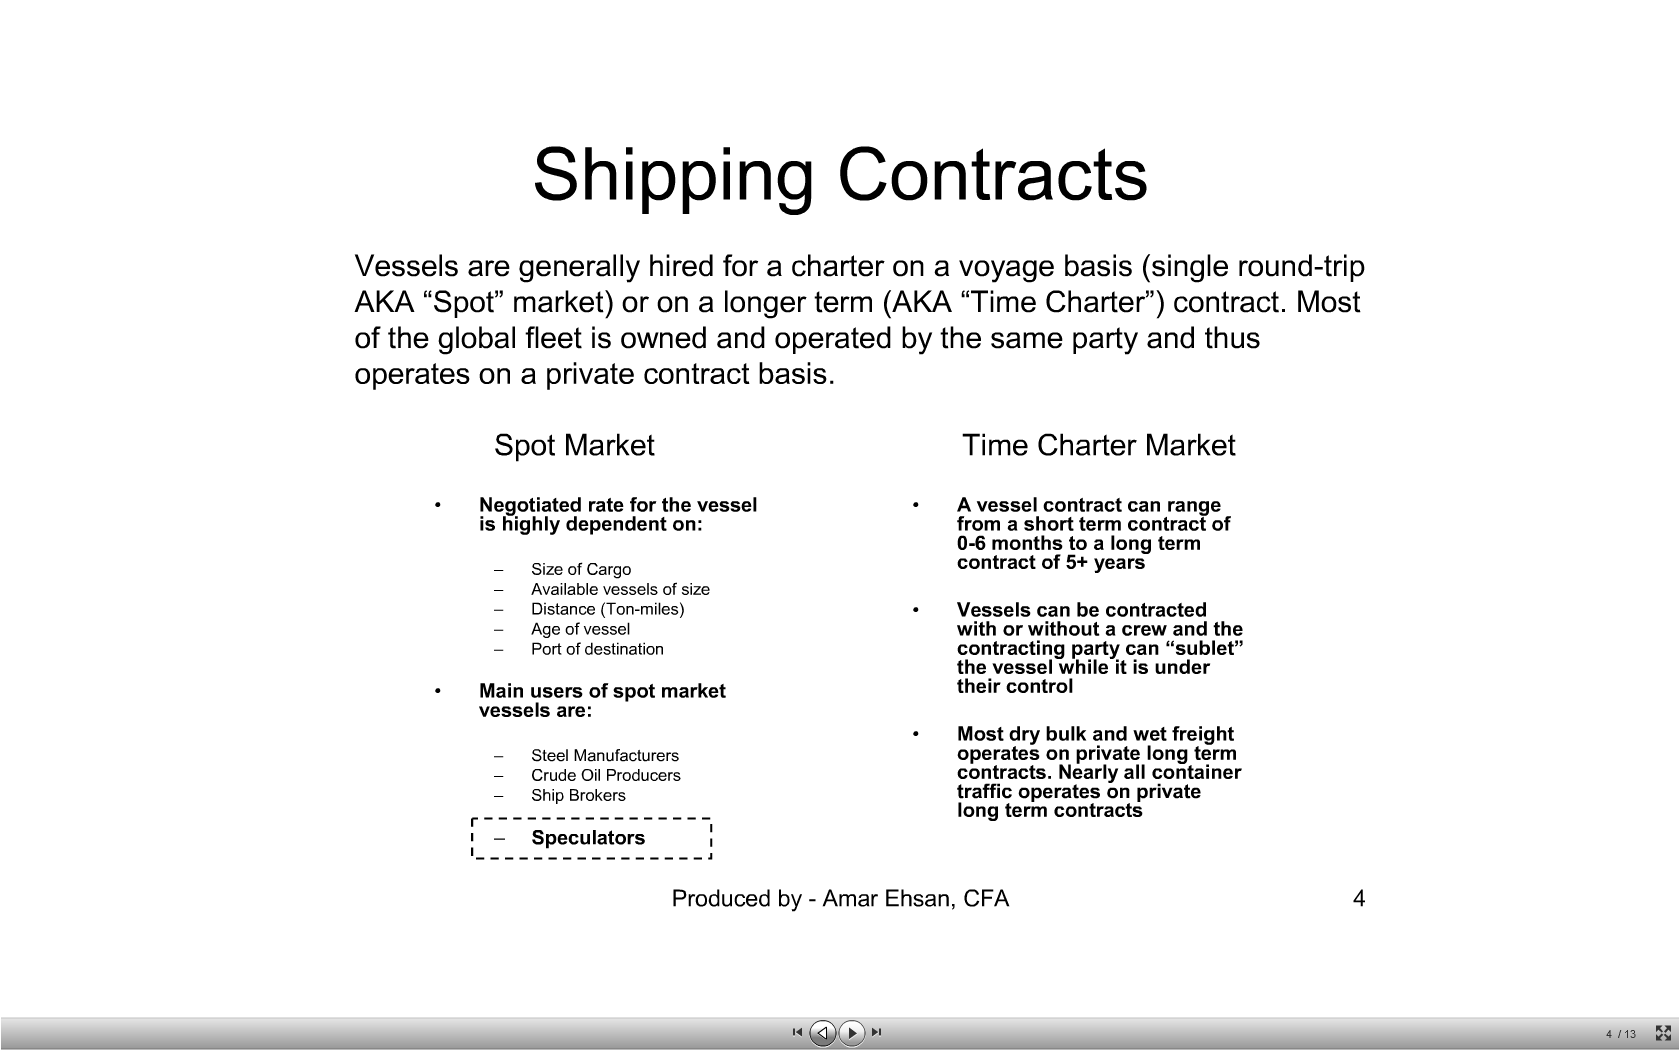 Shipping Contracts
Vessels are generally hired for a charter on a voyage basis (single round-trip
AKA “Spot” market) or on a longer term (AKA “Time Charter”) contract. Most
of the global fleet is owned and operated by the same party and thus
operates on a private contract basis.
Spot Market
• Negotiated rate for the vessel
is highly dependent on:
– Size of Cargo
– Available vessels of size
– Distance (Ton-miles)
– Age of vessel
– Port of destination
• Main users of spot market
vessels are:
– Steel Manufacturers
– Crude Oil Producers
– Ship Brokers
– Speculators
Time Charter Market
• A vessel contract can range
from a short term contract of
0-6 months to a long term
contract of 5+ years
• Vessels can be contracted
with or without a crew and the
contracting party can “sublet”
the vessel while it is under
their control
• Most dry bulk and wet freight
operates on private long term
contracts. Nearly all container
traffic operates on private
long term contracts
Produced by - Amar Ehsan, CFA
4
4 / 13